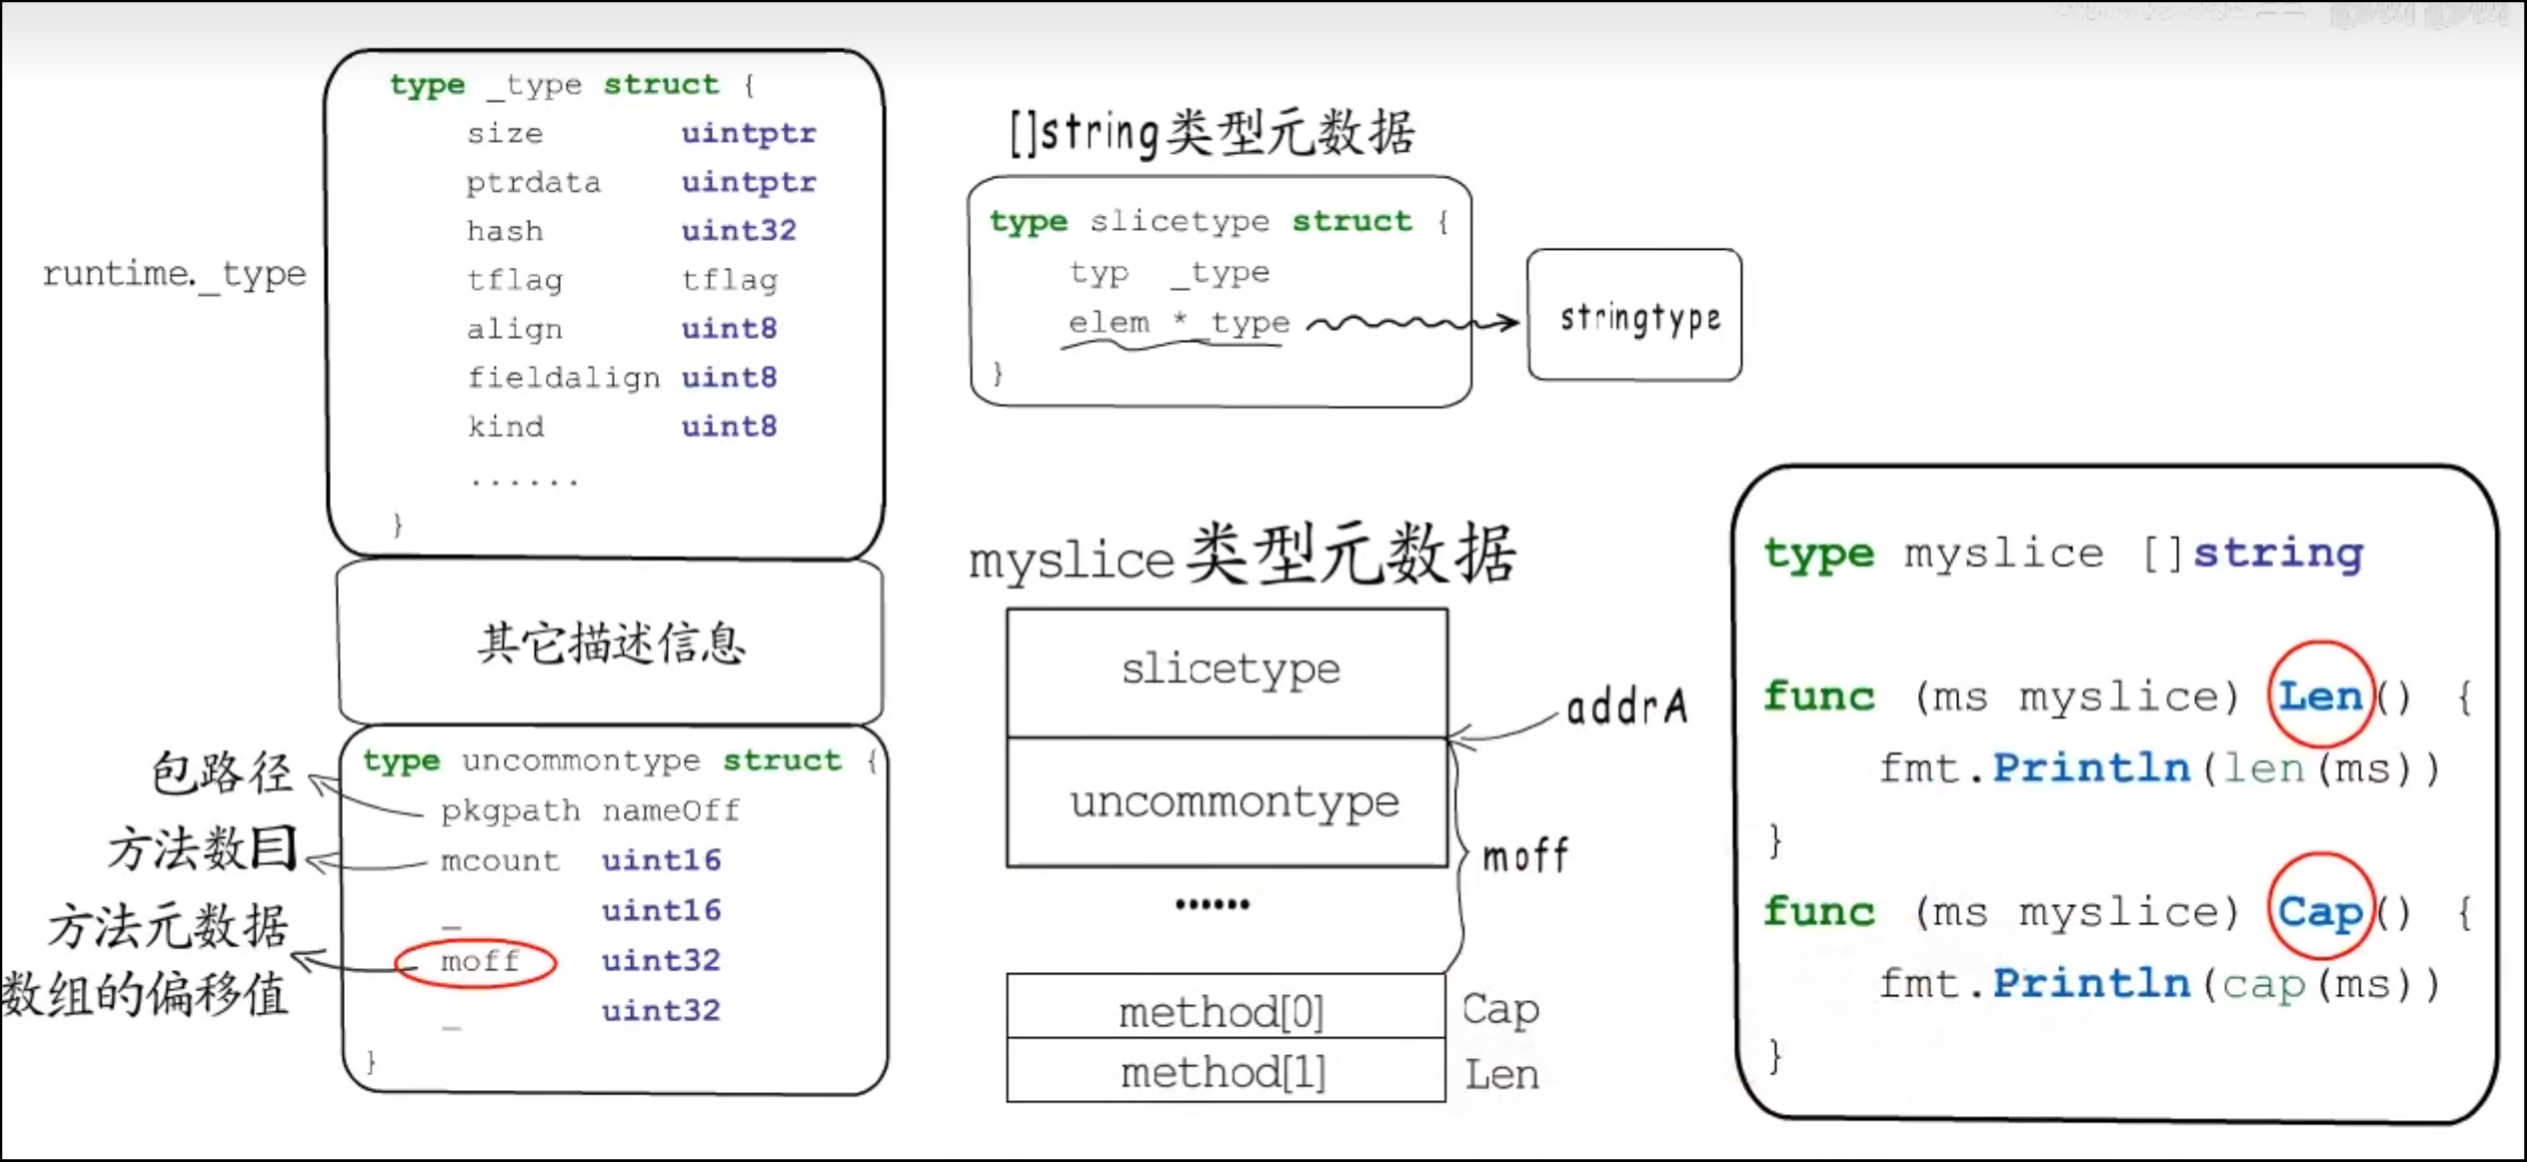 runtime._type
type _type struct {
size uintptr
ptrdata uintptr
hash uint32
tflag tflag
align uint8
fieldalign uint8
kind uint8
......
}
其它描述信息
type uncommontype struct {
pkgpath nameOff
mcount uint16
_ uint16
moff uint32
_ uint32
}
包路径
方法数目
方法元数据
数组的偏移值
[]string类型元数据
type slicetype struct {
typ _type
elem *_type
}
stringtype
myslice类型元数据
slicetype
addrA
uncommontype
moff
......
method[0] Cap
method[1] Len
type myslice []string
func (ms myslice) Len() {
fmt.Println(len(ms))
}
func (ms myslice) Cap() {
fmt.Println(cap(ms))
}